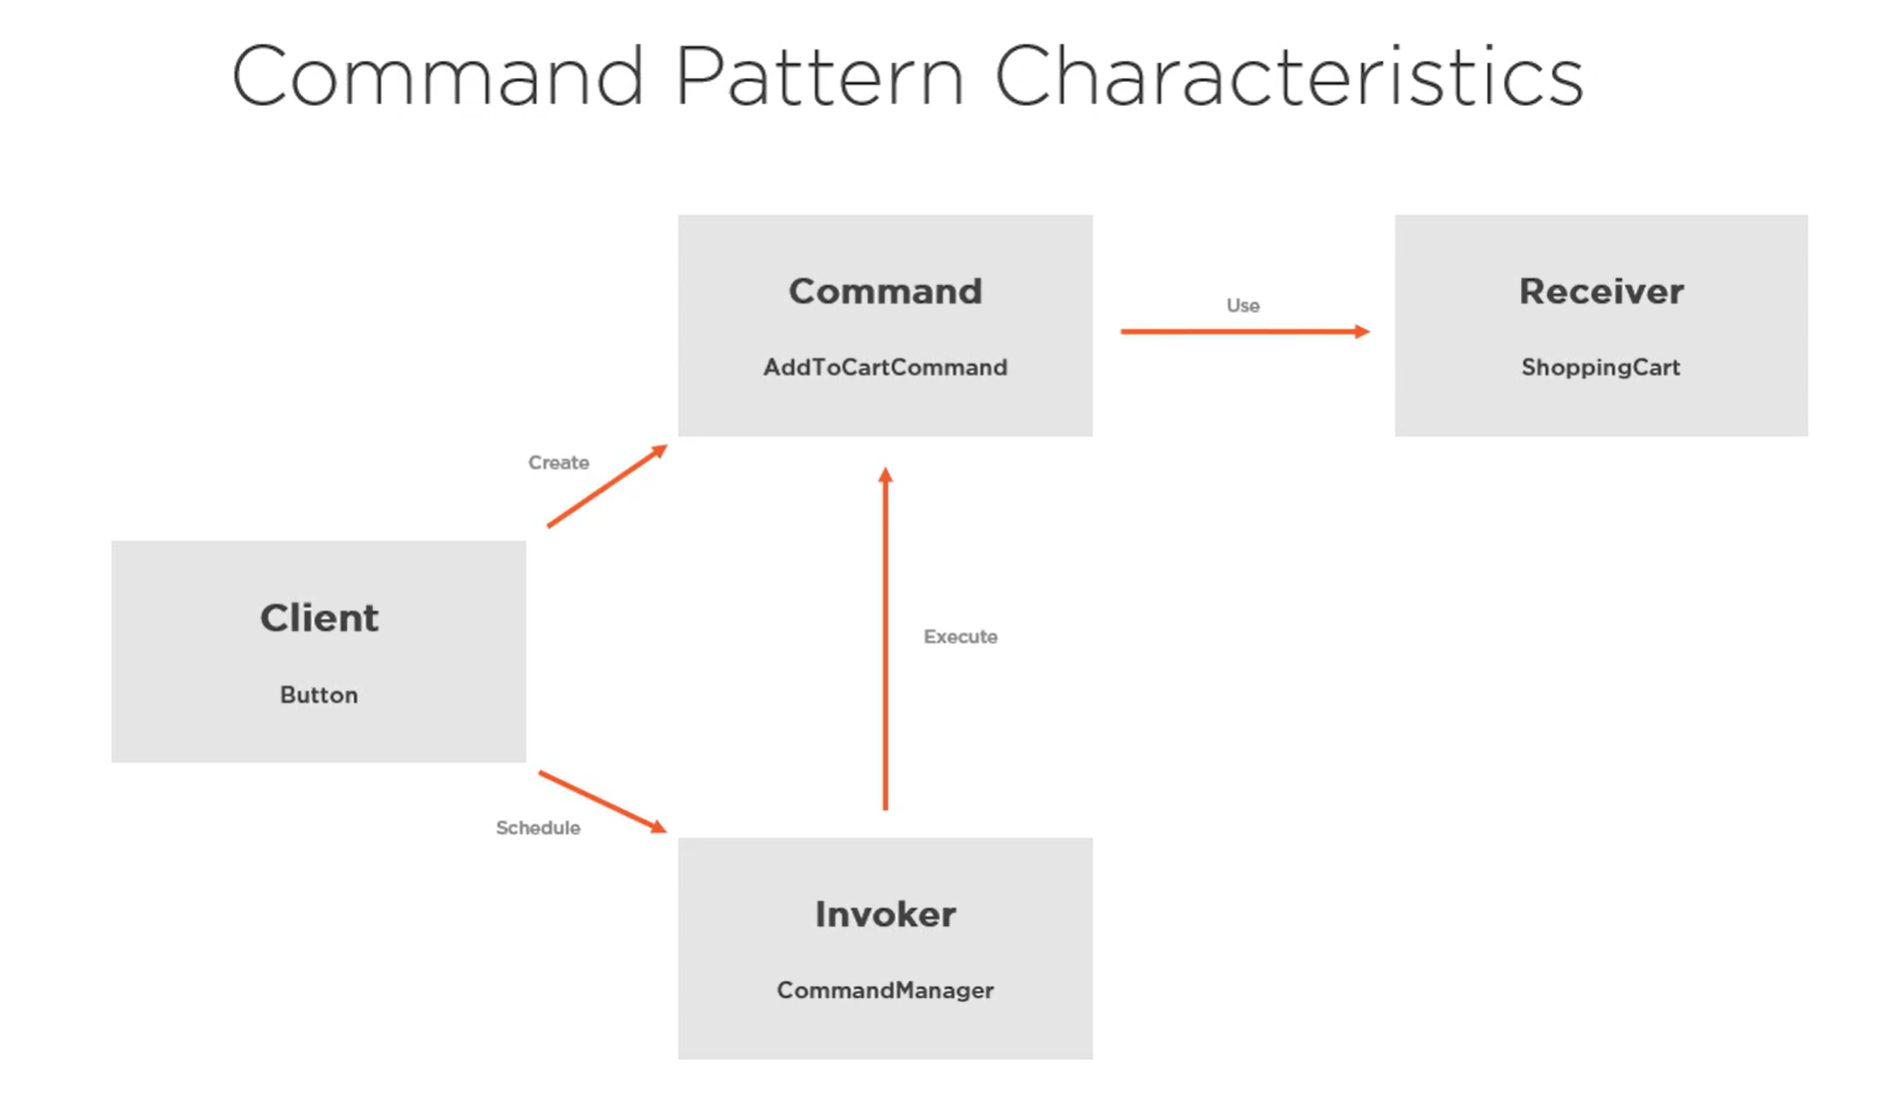 Command Pattern Characteristics
Command
AddToCartCommand
Use
Receiver
ShoppingCart
Create
Client
Button
Execute
Schedule
Invoker
CommandManager